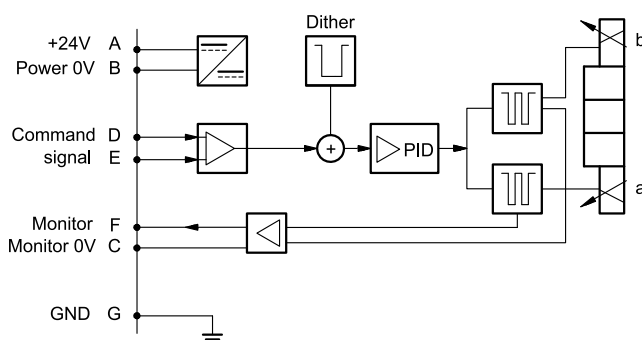 Dither
+24V A
Power 0V B
b
Command D
signal E
+
PID
a
Monitor F
Monitor 0V C
GND G